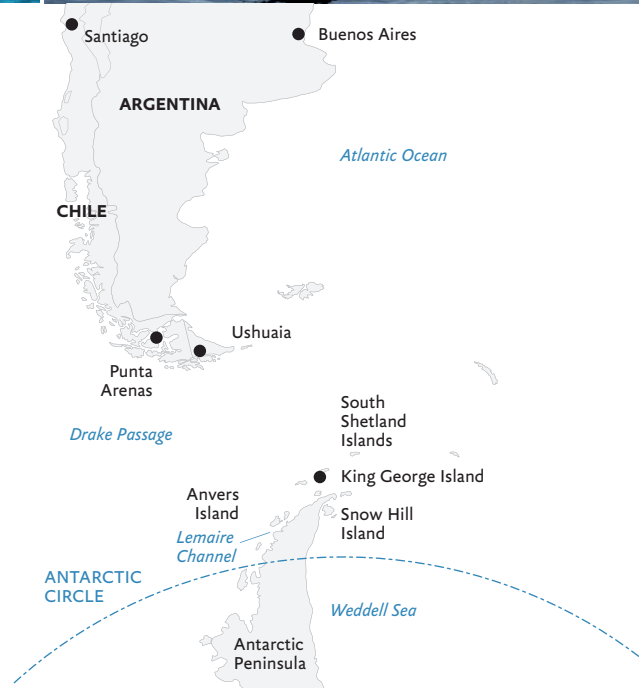 Santiago
Buenos Aires
ARGENTINA
Atlantic Ocean
CHILE
Ushuaia
Punta
Arenas
South
Shetland
Islands
Drake Passage
King George Island
Anvers
Island
Snow Hill
Island
Lemaire
Channel
ANTARCTIC
CIRCLE
Weddell Sea
Antarctic
Peninsula